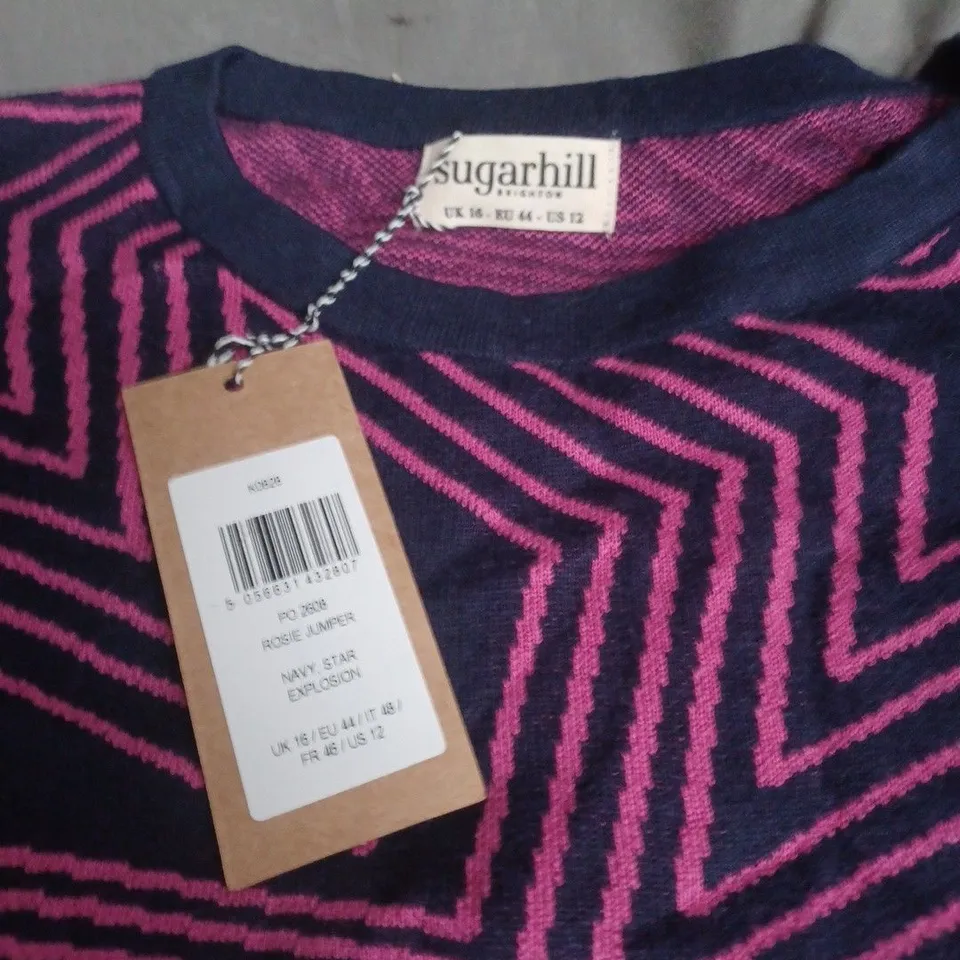 sugarhill
BRIGHTON
UK 16 - EU 44 - US 12
K0828
5 056631 432807
PO 2608
ROSIE JUMPER
NAVY, STAR
EXPLOSION
UK 16 / EU 44 / IT 48 /
FR 46 / US 12